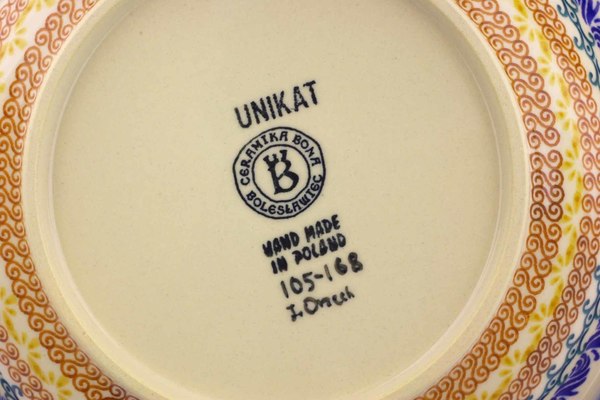 UNIKAT
CERAMIKA BONA
B
BOLESŁAWIEC
HAND MADE
IN POLAND
105-168